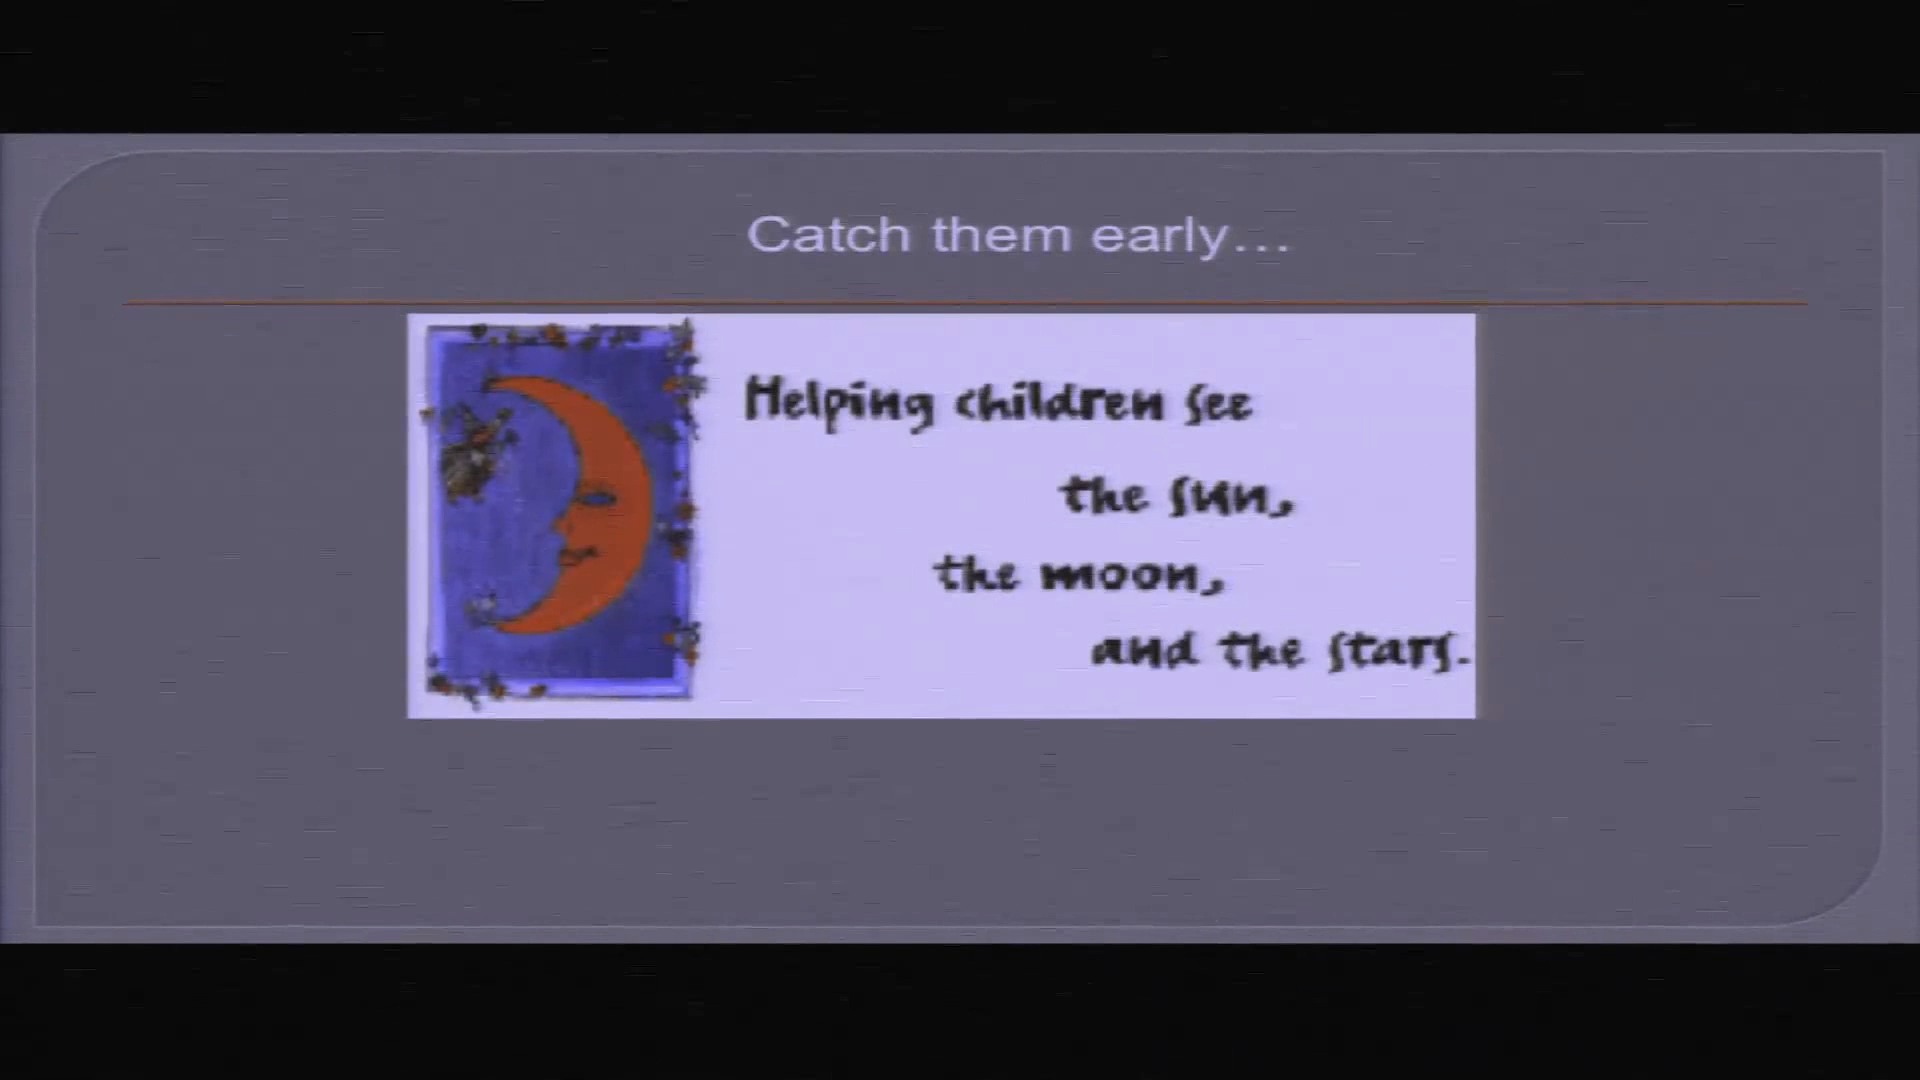 Catch them early…
Helping children see
the sun,
the moon,
and the stars.